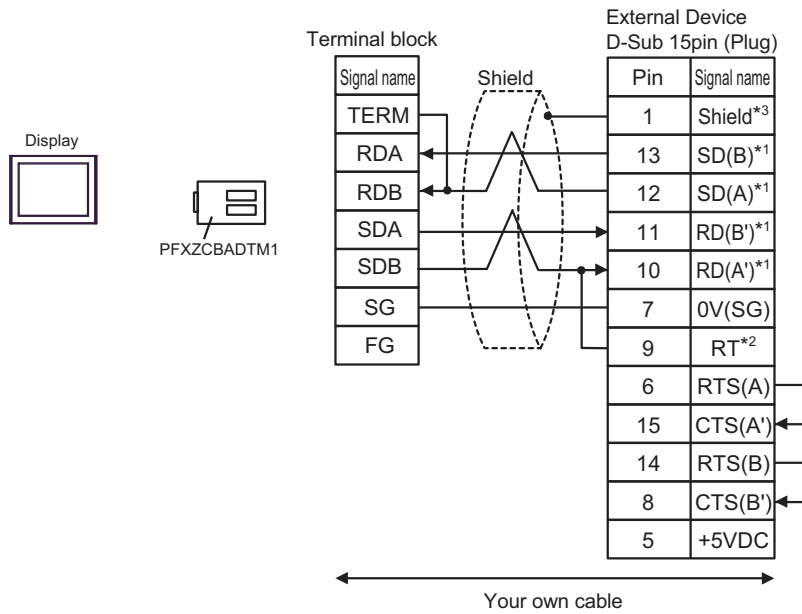 External Device
D-Sub 15pin (Plug)
Terminal block
Signal name
Shield
Pin
Signal name
TERM
1
Shield*3
RDA
13
SD(B)*1
RDB
12
SD(A)*1
SDA
11
RD(B')*1
SDB
10
RD(A')*1
SG
7
0V(SG)
FG
9
RT*2
6
RTS(A)
15
CTS(A')
14
RTS(B)
8
CTS(B')
5
+5VDC
Display
PFXZCBADTM1
Your own cable